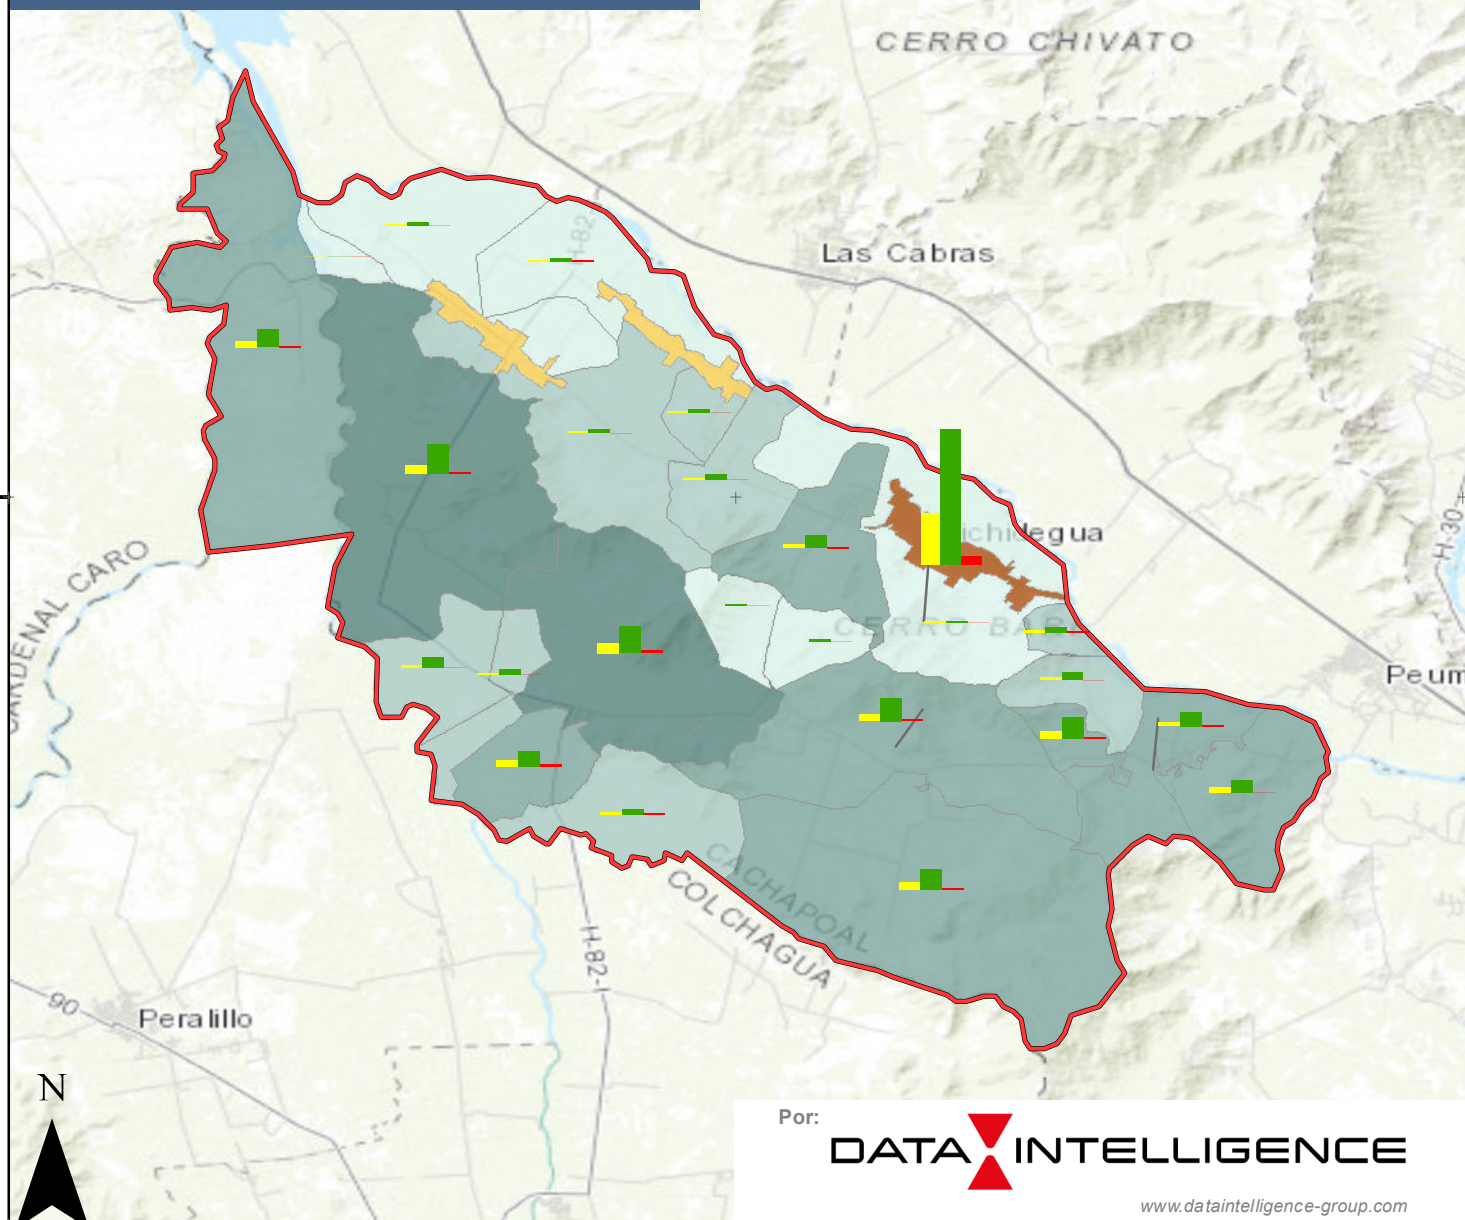 CERRO CHIVATO
H-82-
Las Cabras
ichidegua
H-30
CARDENAL CARO
CERRO BA
Peum
CACHAPOAL
COLCHAGUA
H-82-I
90
Peralillo
N
Por:
DATA INTELLIGENCE
www.dataintelligence-group.com